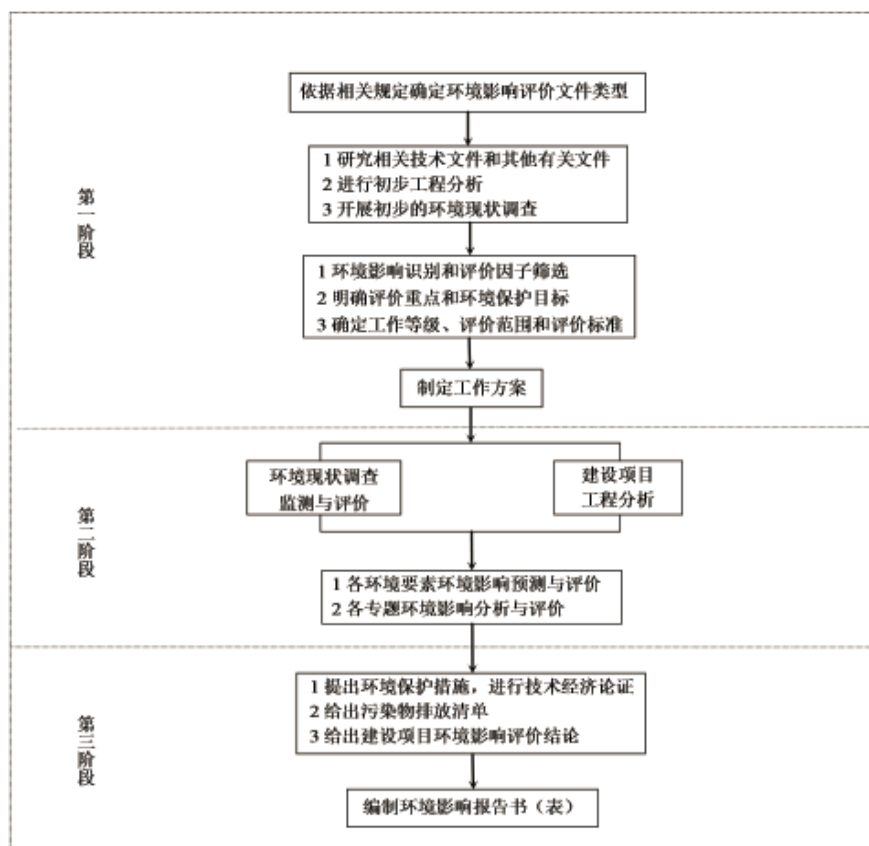 依据相关规定确定环境影响评价文件类型
1 研究相关技术文件和其他有关文件
2 进行初步工程分析
3 开展初步的环境现状调查
第一阶段
1 环境影响识别和评价因子筛选
2 明确评价重点和环境保护目标
3 确定工作等级、评价范围和评价标准
制定工作方案
环境现状调查
监测与评价
建设项目
工程分析
第二阶段
1 各环境要素环境影响预测与评价
2 各专题环境影响分析与评价
1 提出环境保护措施，进行技术经济论证
2 给出污染物排放清单
3 给出建设项目环境影响评价结论
第三阶段
编制环境影响报告书（表）